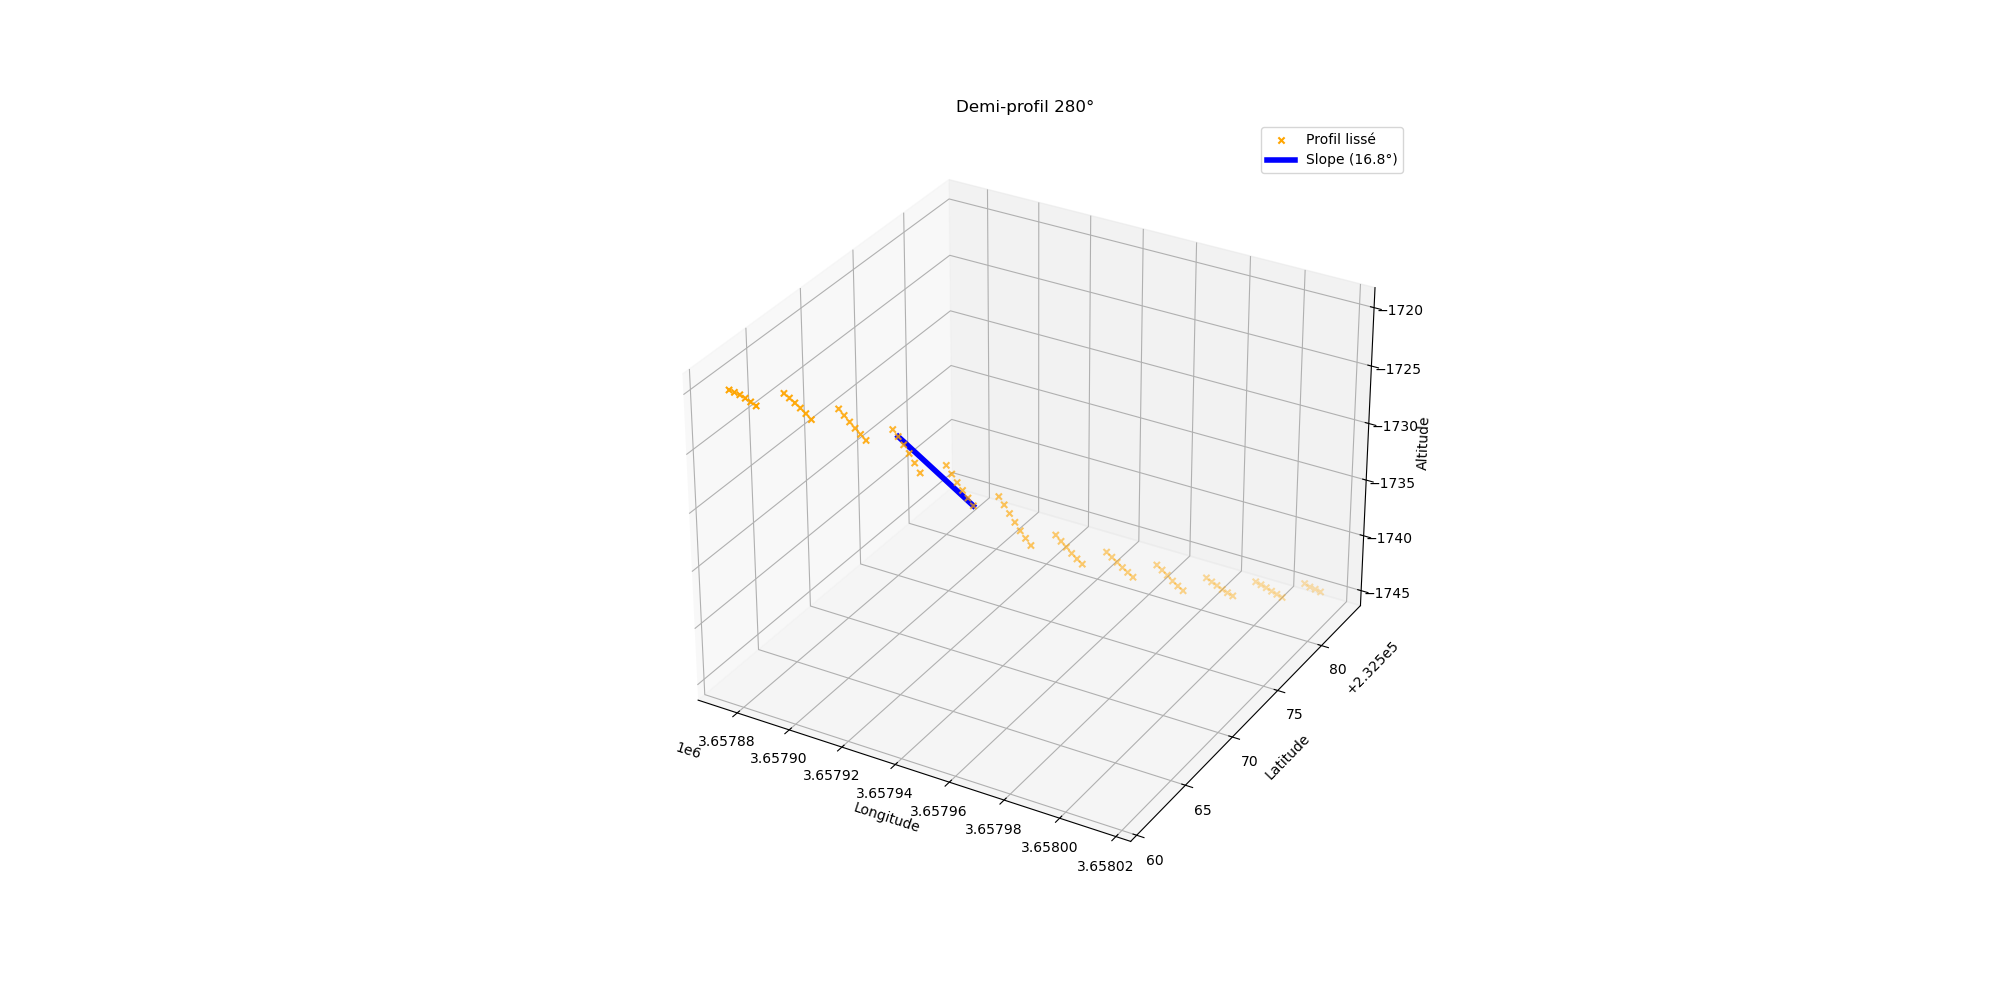 Demi-profil 280°
Profil lissé
Slope (16.8°)
−1720
−1725
−1730
−1735
−1740
−1745
Altitude
+2.325e5
80
75
70
65
60
Latitude
1e6
3.65788
3.65790
3.65792
3.65794
3.65796
3.65798
3.65800
3.65802
Longitude